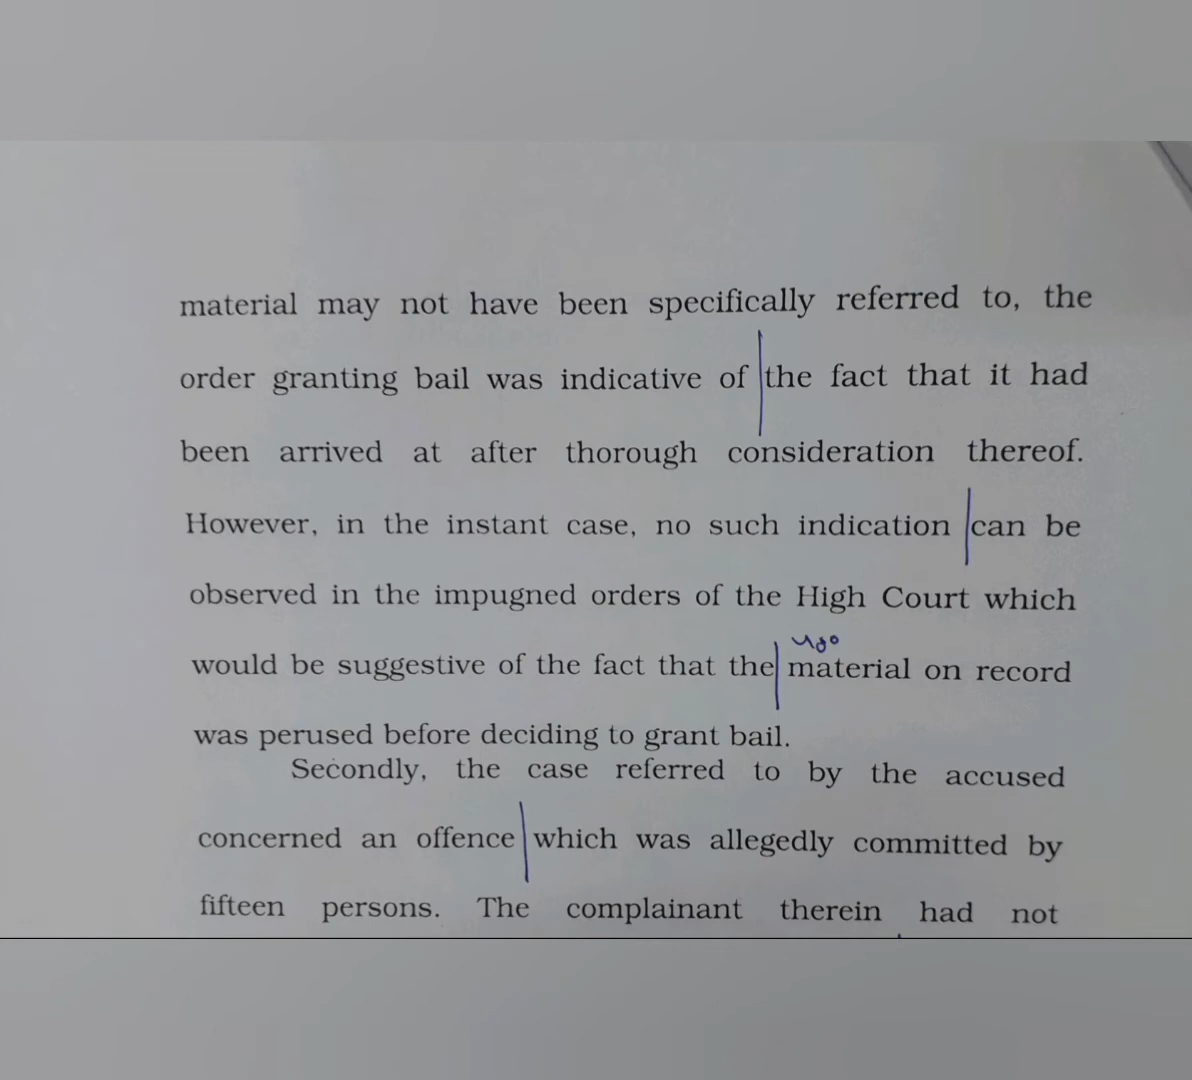 material may not have been specifically referred to, the
order granting bail was indicative of the fact that it had
been arrived at after thorough consideration thereof.
However, in the instant case, no such indication can be
observed in the impugned orders of the High Court which
would be suggestive of the fact that the material on record
was perused before deciding to grant bail.
Secondly, the case referred to by the accused
concerned an offence which was allegedly committed by
fifteen persons. The complainant therein had not